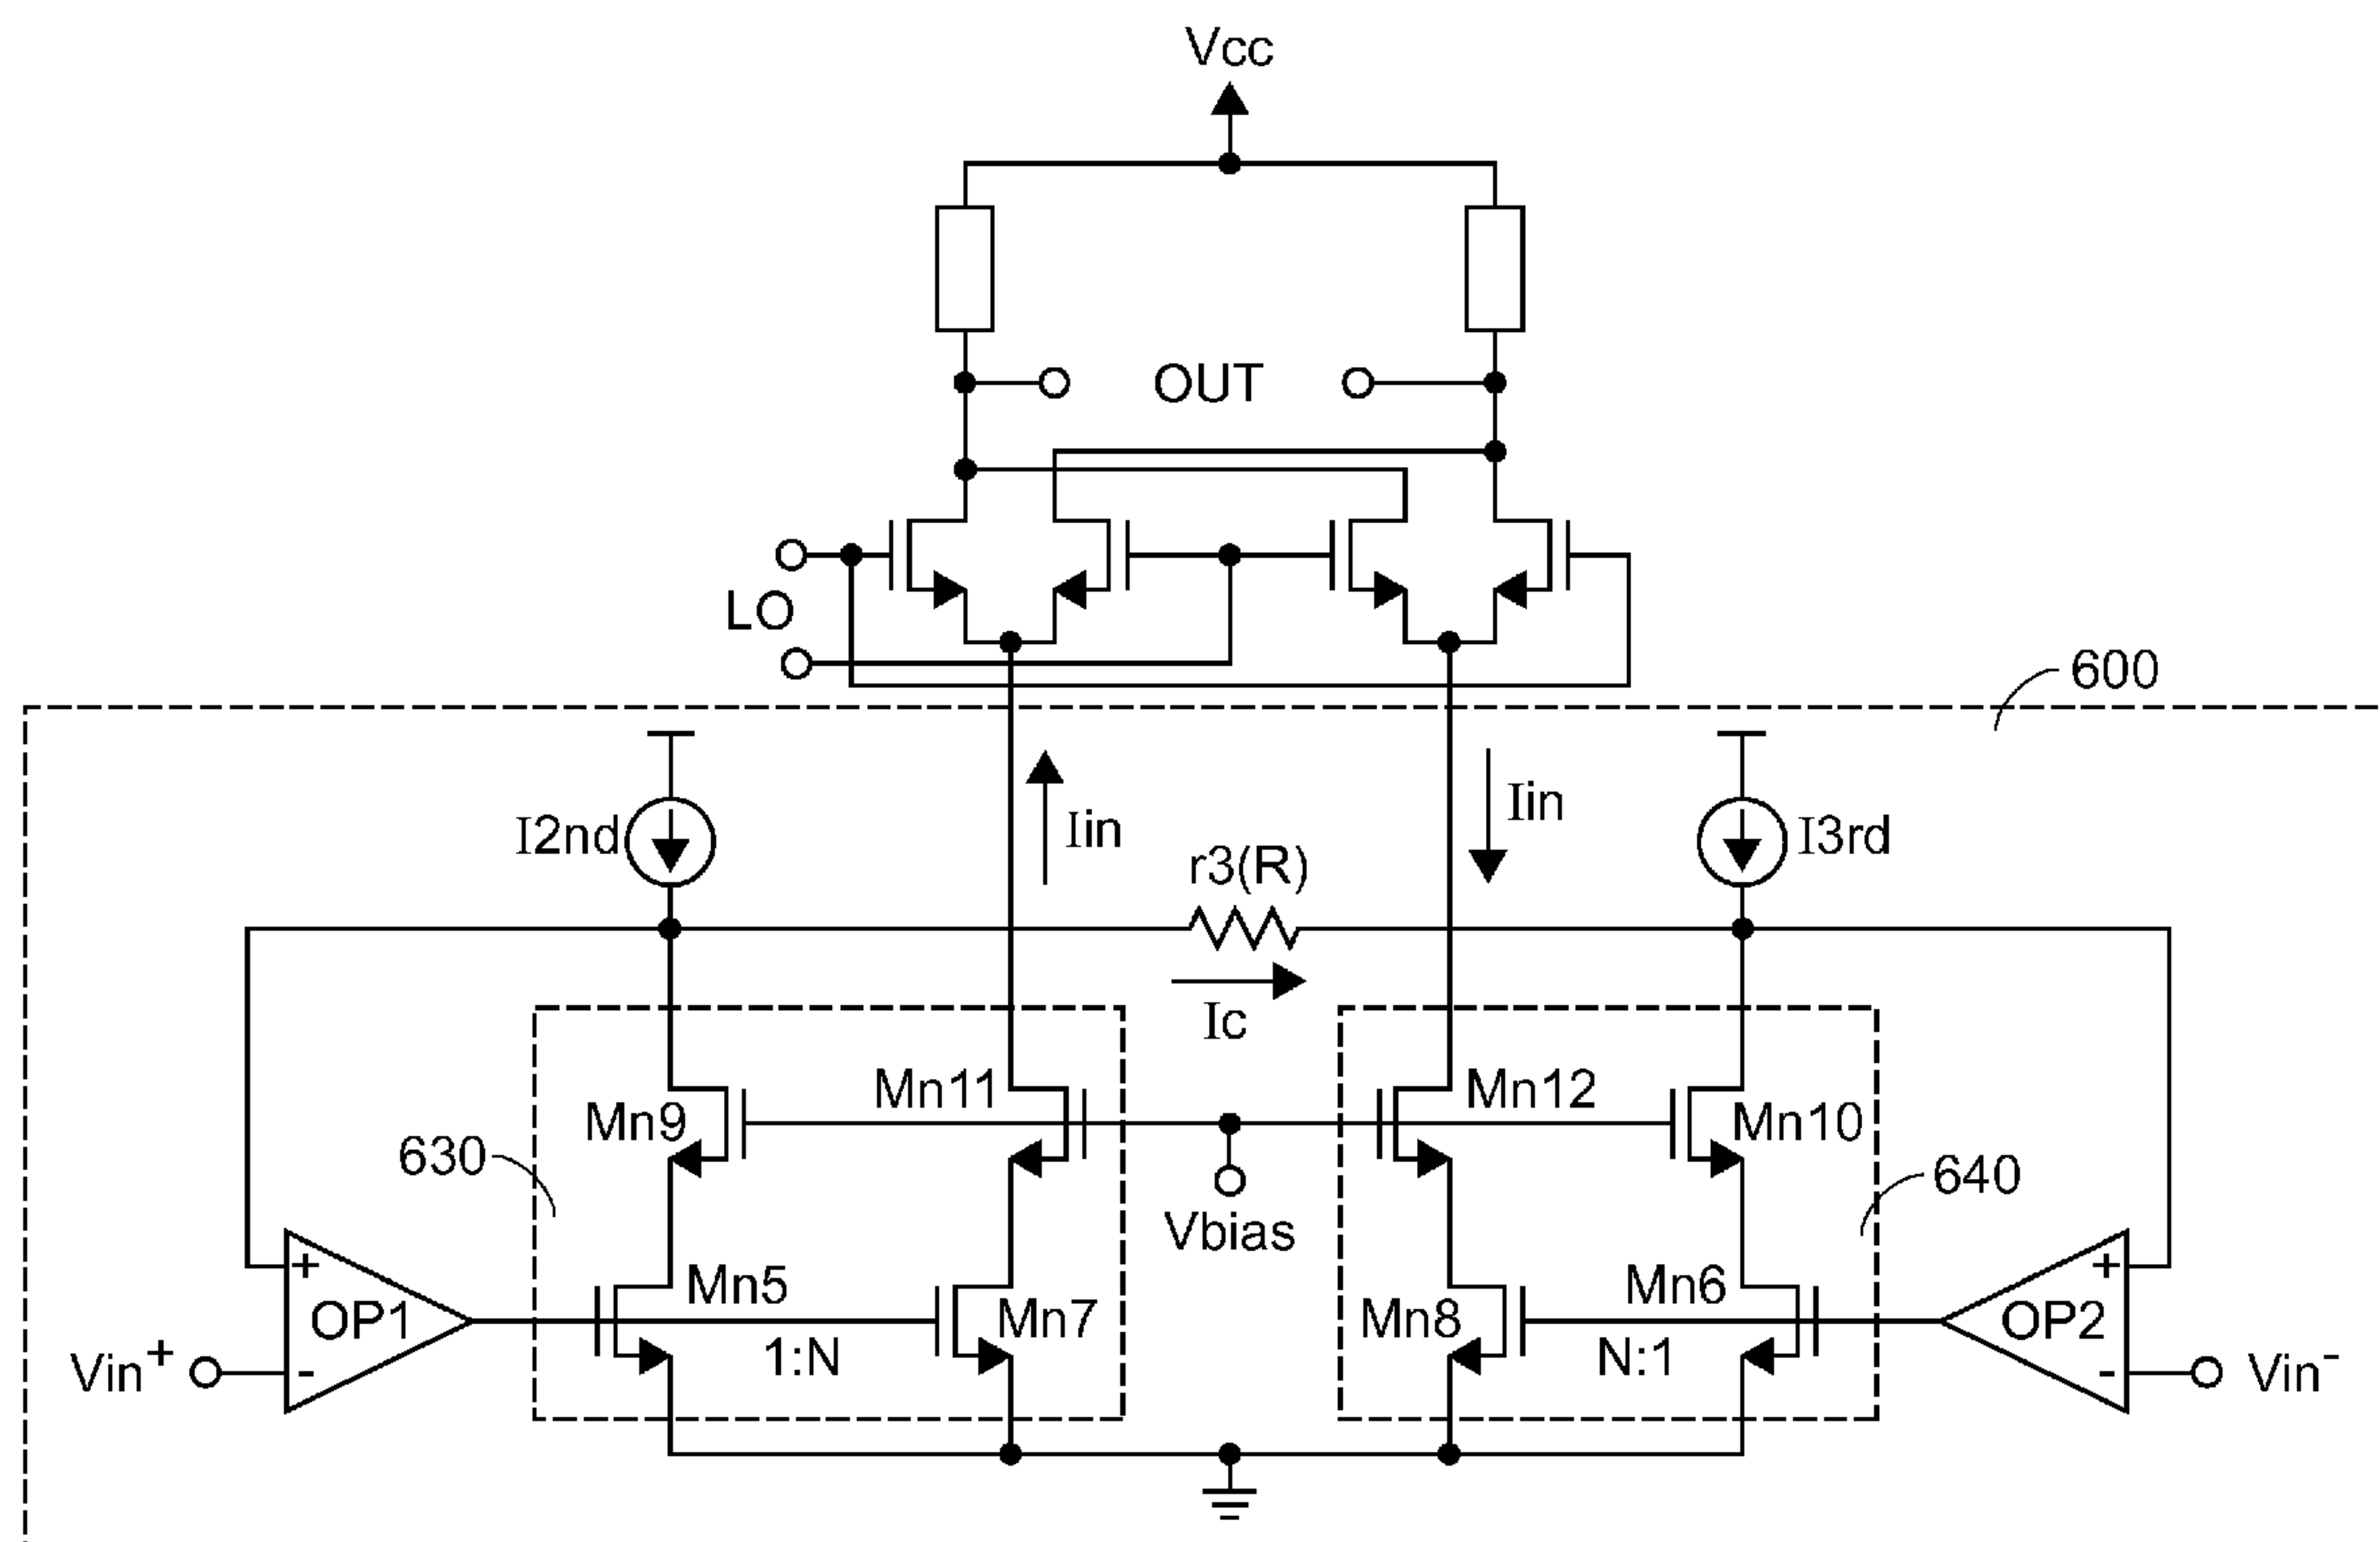 Vcc
OUT
LO
600
I2nd
Iin
Iin
I3rd
r3(R)
Ic
Mn9
Mn11
Mn12
Mn10
630
640
Vbias
Mn5
Mn7
Mn8
Mn6
1:N
N:1
+
OP1
-
+
OP2
-
Vin+
Vin-